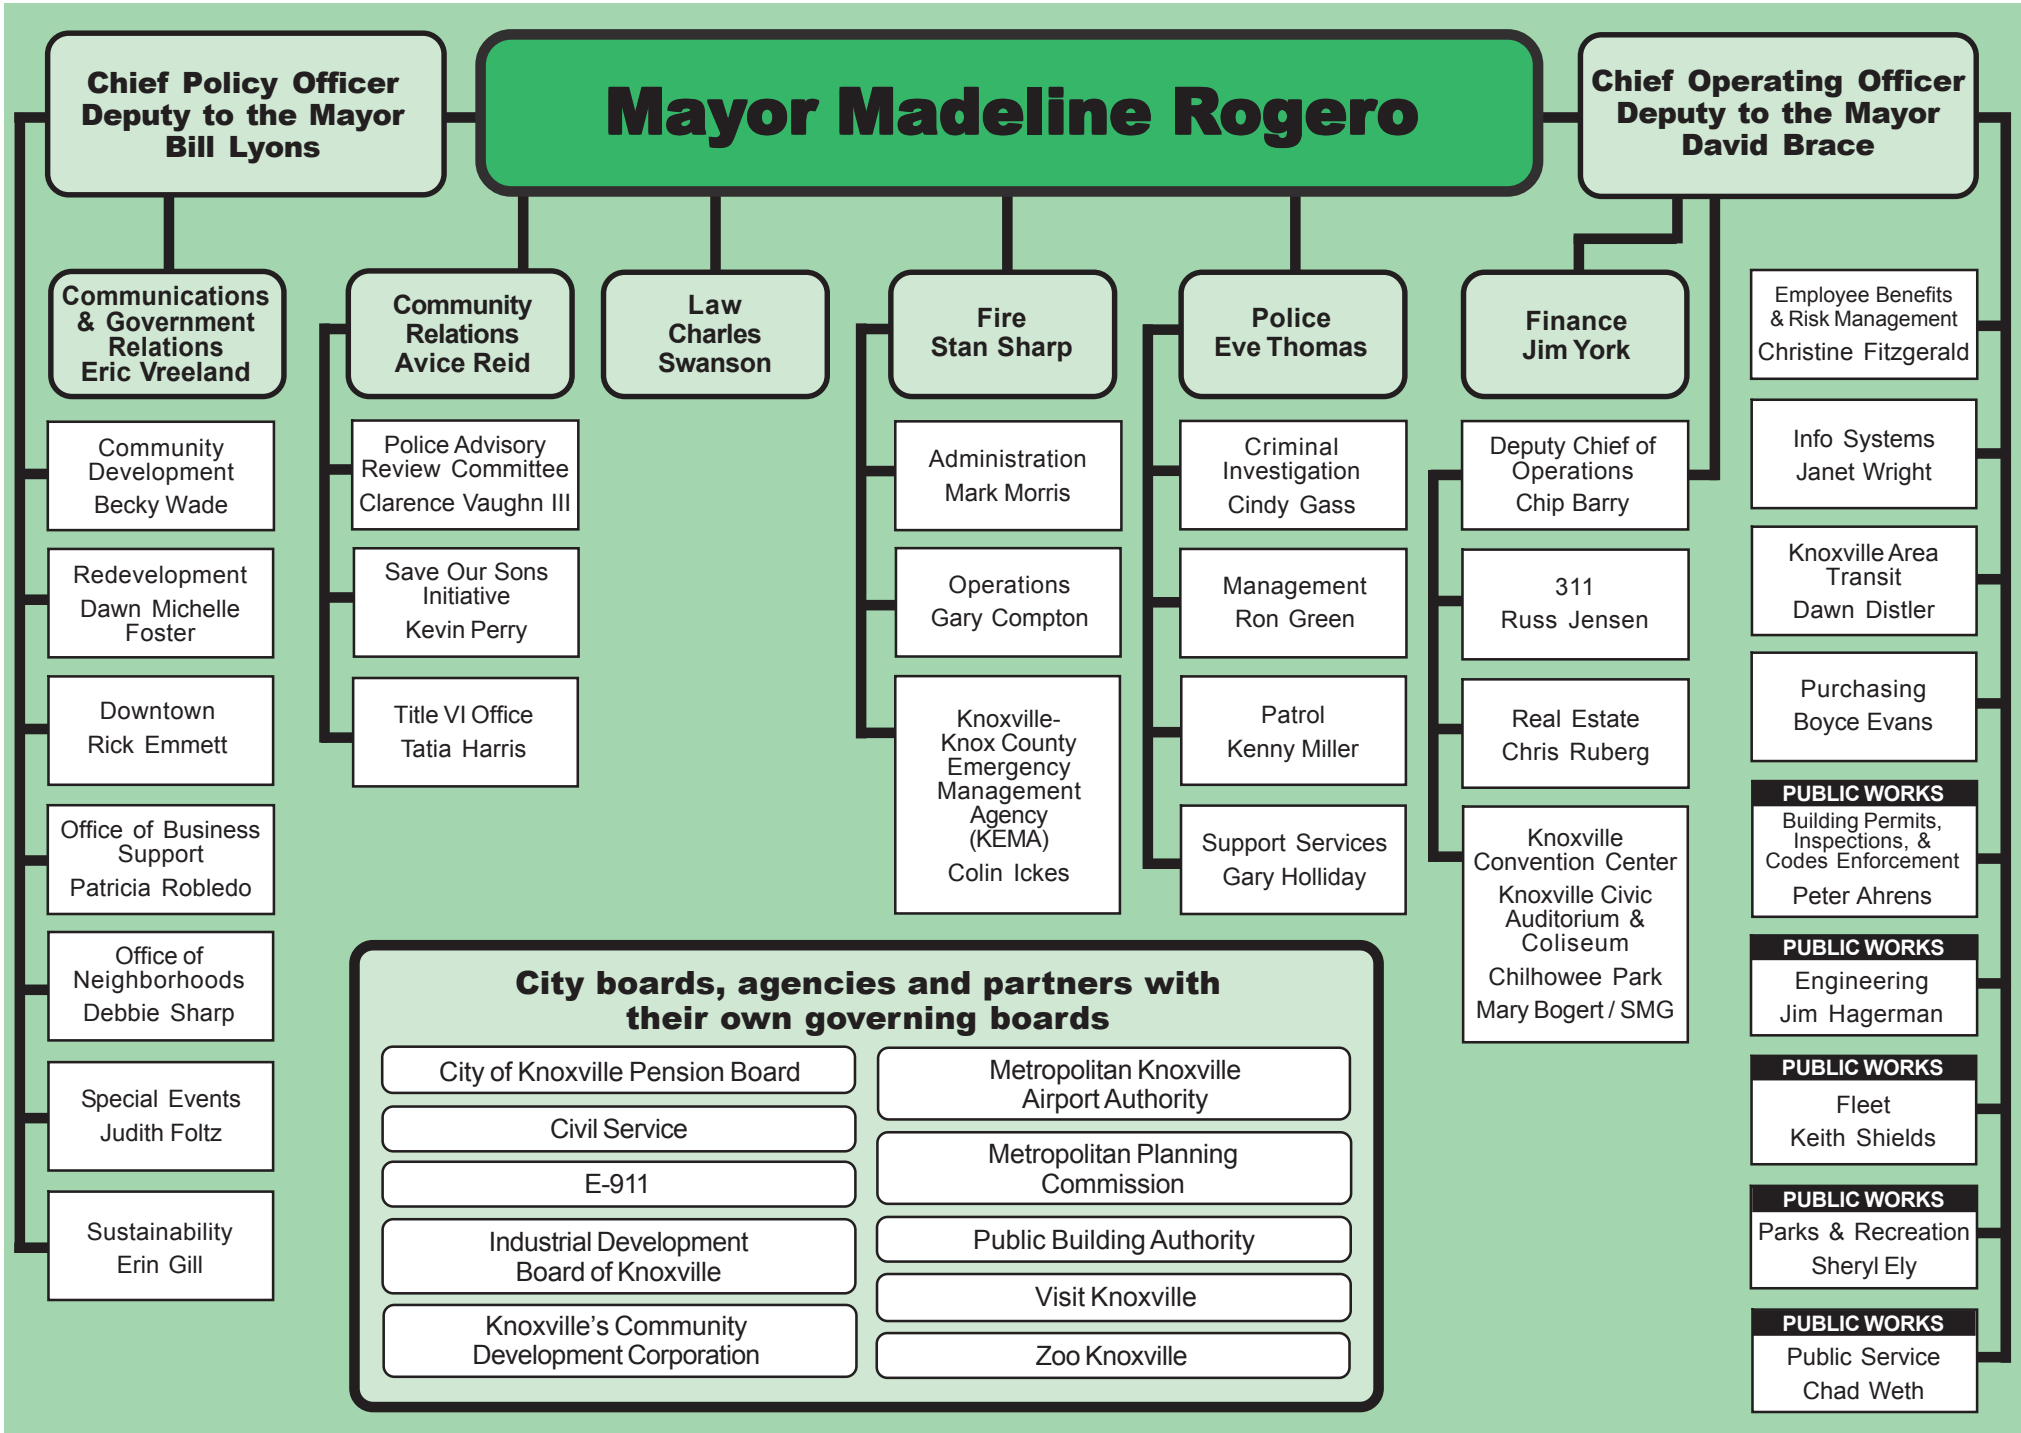 Chief Policy Officer
Deputy to the Mayor
Bill Lyons
Mayor Madeline Rogero
Chief Operating Officer
Deputy to the Mayor
David Brace
Communications
& Government
Relations
Eric Vreeland
Community
Development
Becky Wade
Redevelopment
Dawn Michelle
Foster
Downtown
Rick Emmett
Office of Business
Support
Patricia Robledo
Office of
Neighborhoods
Debbie Sharp
Special Events
Judith Foltz
Sustainability
Erin Gill
Community
Relations
Avice Reid
Police Advisory
Review Committee
Clarence Vaughn III
Save Our Sons
Initiative
Kevin Perry
Title VI Office
Tatia Harris
Law
Charles
Swanson
Fire
Stan Sharp
Administration
Mark Morris
Operations
Gary Compton
Knoxville-
Knox County
Emergency
Management
Agency
(KEMA)
Colin Ickes
Police
Eve Thomas
Criminal
Investigation
Cindy Gass
Management
Ron Green
Patrol
Kenny Miller
Support Services
Gary Holliday
Finance
Jim York
Deputy Chief of
Operations
Chip Barry
311
Russ Jensen
Real Estate
Chris Ruberg
Knoxville
Convention Center
Knoxville Civic
Auditorium &
Coliseum
Chilhowee Park
Mary Bogert / SMG
Employee Benefits
& Risk Management
Christine Fitzgerald
Info Systems
Janet Wright
Knoxville Area
Transit
Dawn Distler
Purchasing
Boyce Evans
PUBLIC WORKS
Building Permits,
Inspections, &
Codes Enforcement
Peter Ahrens
PUBLIC WORKS
Engineering
Jim Hagerman
PUBLIC WORKS
Fleet
Keith Shields
PUBLIC WORKS
Parks & Recreation
Sheryl Ely
PUBLIC WORKS
Public Service
Chad Weth
City boards, agencies and partners with
their own governing boards
City of Knoxville Pension Board
Civil Service
E-911
Industrial Development
Board of Knoxville
Knoxville’s Community
Development Corporation
Metropolitan Knoxville
Airport Authority
Metropolitan Planning
Commission
Public Building Authority
Visit Knoxville
Zoo Knoxville